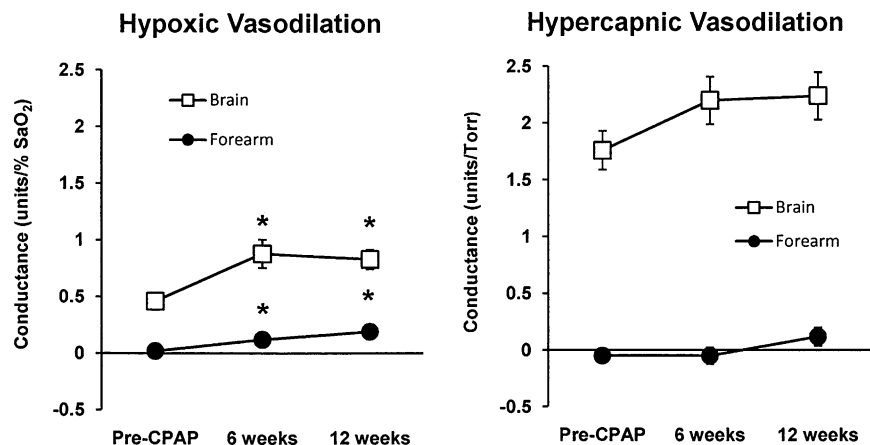 Hypoxic Vasodilation
Conductance (units/% SaO2)
2.5
2
1.5
1
0.5
0
-0.5
Brain
Forearm
*
*
*
*
Pre-CPAP 6 weeks 12 weeks
Hypercapnic Vasodilation
Conductance (units/Torr)
2.5
2
1.5
1
0.5
0
-0.5
Brain
Forearm
Pre-CPAP 6 weeks 12 weeks